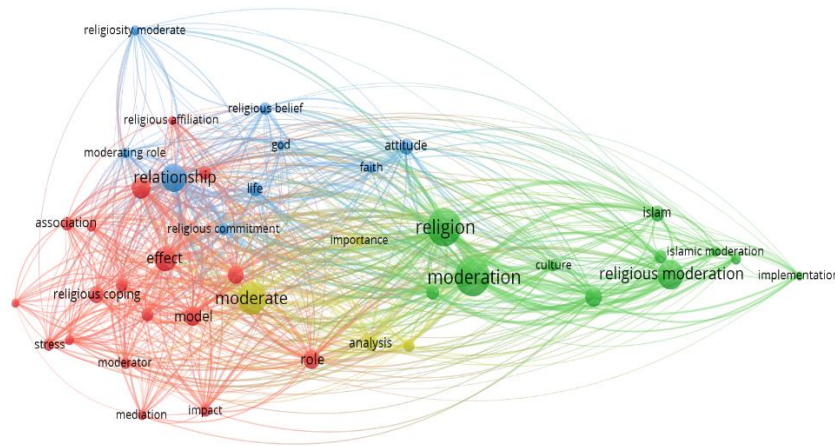 religiosity moderate
religious belief
religious affiliation
god
attitude
moderating role
faith
relationship
life
islam
association
religious commitment
religion
importance
effect
culture
islamic moderation
moderation
religious moderation
implementation
religious coping
moderate
model
stress
analysis
moderator
role
mediation
impact